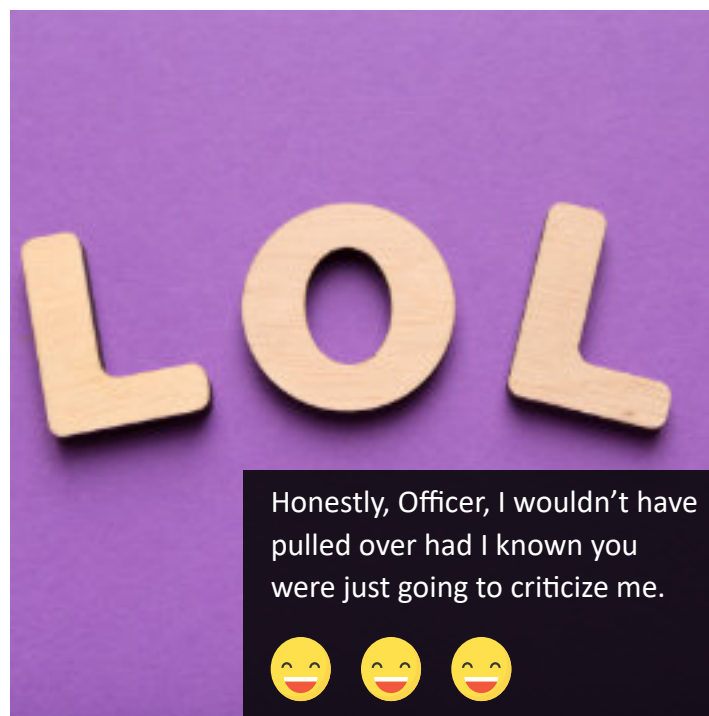 LOL
Honestly, Officer, I wouldn’t have
pulled over had I known you
were just going to criticize me.